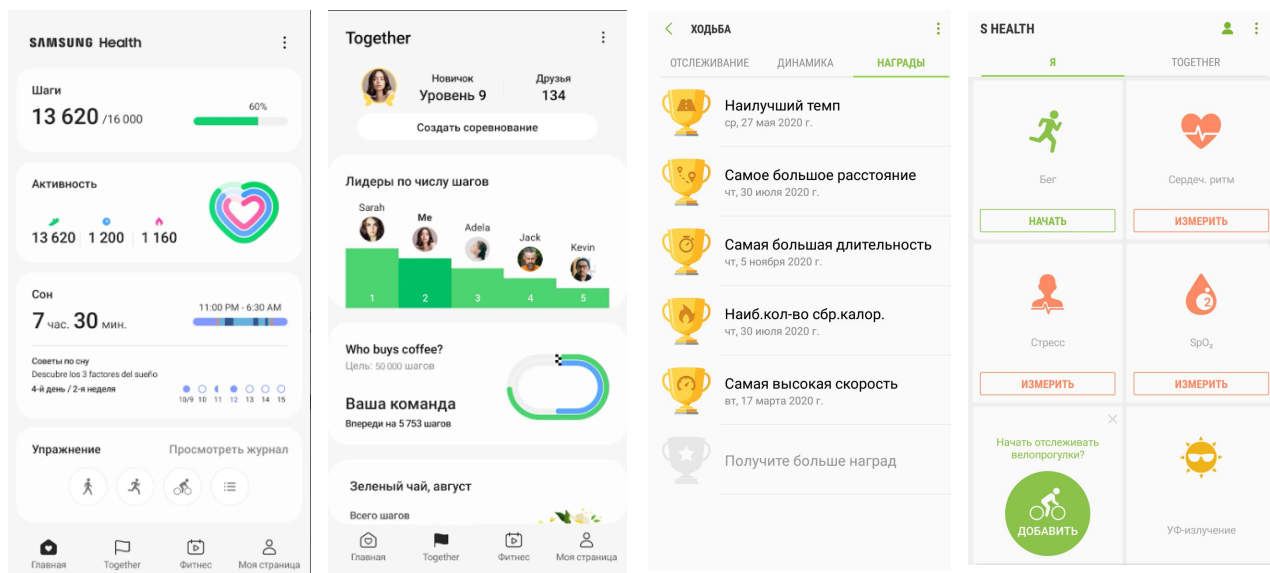 SAMSUNG Health
Шаги
13 620 /16 000
60%
Активность
13 620
1 200
1 160
Сон
7 час. 30 мин.
11:00 PM - 6:30 AM
Советы по сну
Descubre los 3 factores del sueño
4-й день / 2-я неделя
10/9 10 11 12 13 14 15
Упражнение
Просмотреть журнал
Главная
Together
Фитнес
Моя страница
Together
Новичок
Уровень 9
Друзья
134
Создать соревнование
Лидеры по числу шагов
Sarah
Me
Adela
Jack
Kevin
1
2
3
4
5
Who buys coffee?
Цель: 50 000 шагов
Ваша команда
Впереди на 5 753 шагов
Зеленый чай, август
Всего шагов
Главная
Together
Фитнес
Моя страница
ХОДЬБА
ОТСЛЕЖИВАНИЕ
ДИНАМИКА
НАГРАДЫ
Наилучший темп
ср, 27 мая 2020 г.
Самое большое расстояние
чт, 30 июля 2020 г.
Самая большая длительность
чт, 5 ноября 2020 г.
Наиб.кол-во сбр.калор.
чт, 30 июля 2020 г.
Самая высокая скорость
вт, 17 марта 2020 г.
Получите больше наград
S HEALTH
Я
TOGETHER
Бег
НАЧАТЬ
Сердеч. ритм
ИЗМЕРИТЬ
Стресс
ИЗМЕРИТЬ
2
SpO₂
ИЗМЕРИТЬ
Начать отслеживать
велопрогулки?
ДОБАВИТЬ
УФ-излучение